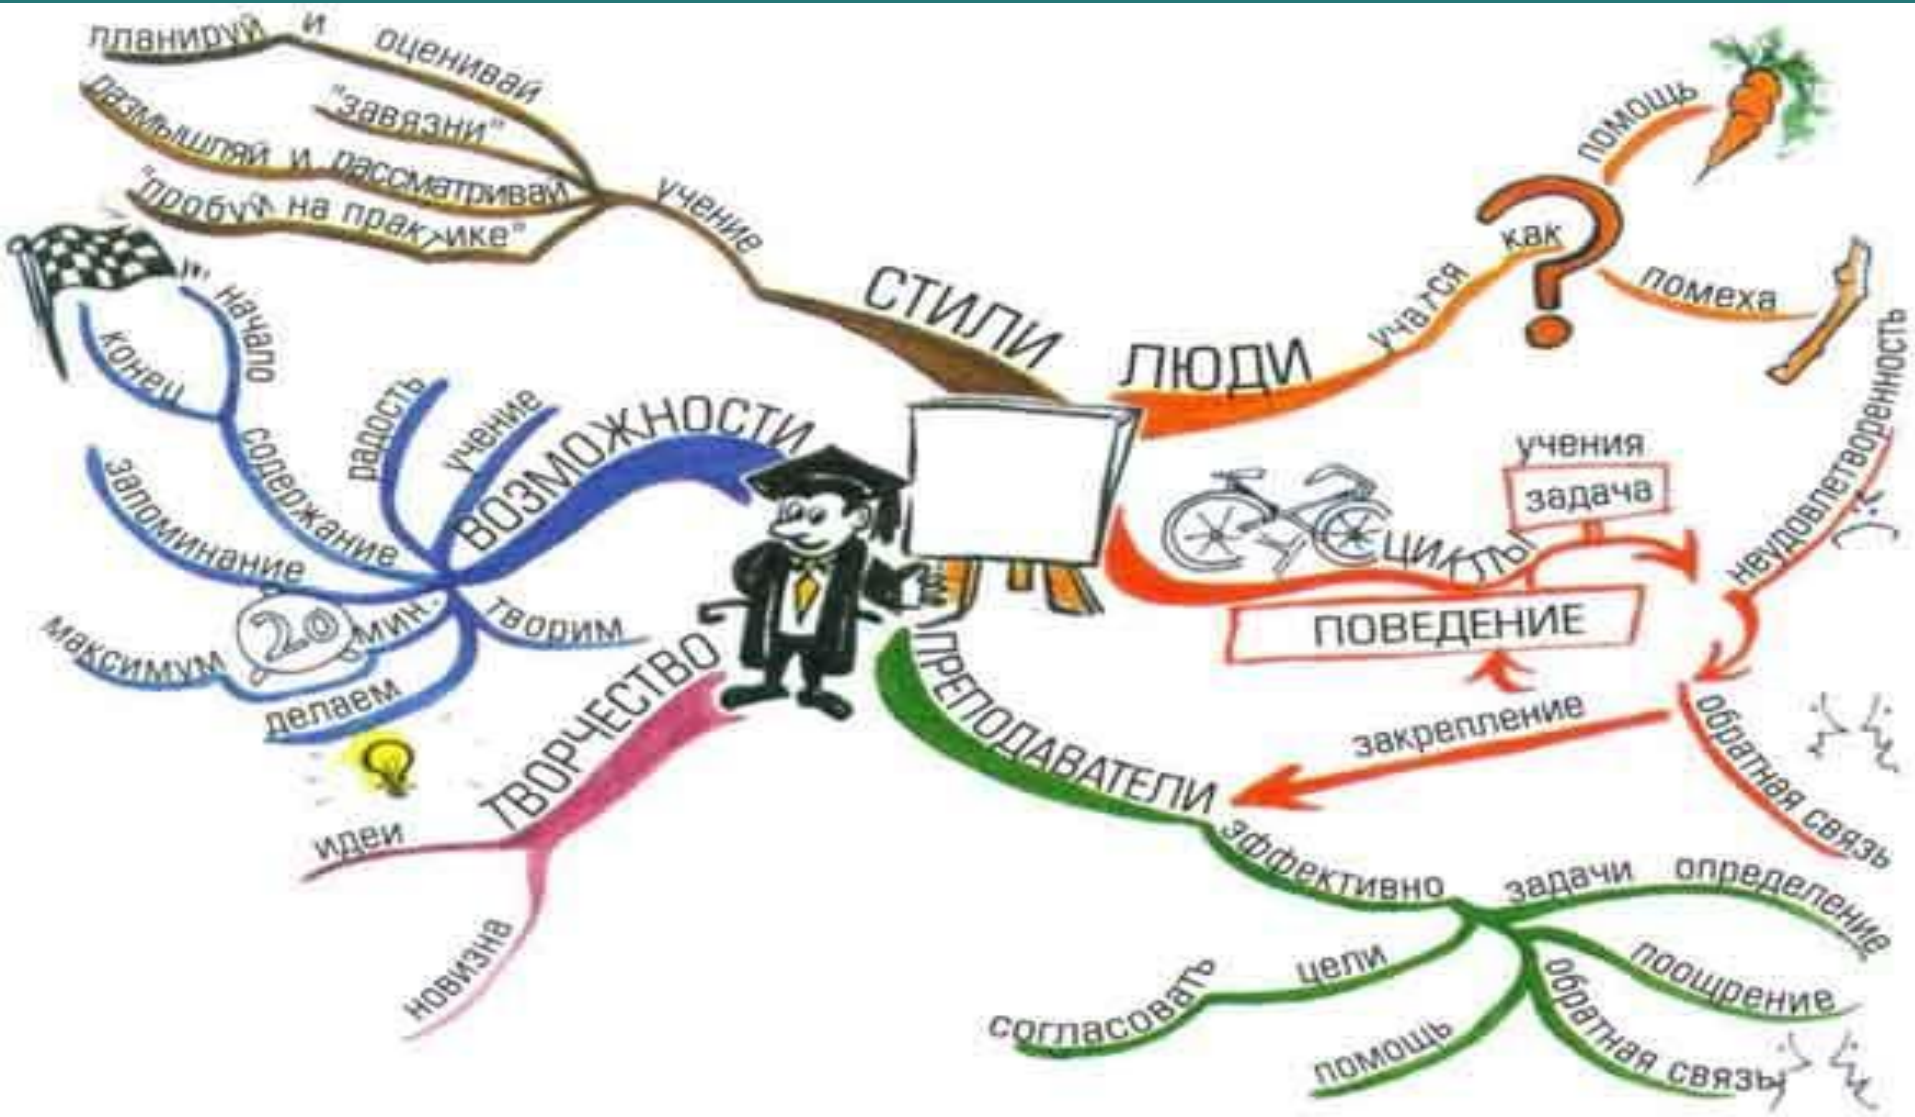 планируй и оценивай
"завязни"
размышляй и рассматривай
"пробуй на практике"
учение
СТИЛИ
ЛЮДИ
учатся
как
помощь
помеха
начало
конец
содержание
радость
учение
ВОЗМОЖНОСТИ
запоминание
20 мин.
максимум
делаем
творим
ТВОРЧЕСТВО
идеи
новизна
ЦИКЛЫ
учения
задача
неудовлетворенность
ПОВЕДЕНИЕ
закрепление
обратная связь
ПРЕПОДАВАТЕЛИ
эффективно
задачи определение
поощрение
обратная связь
помощь
цели
согласовать